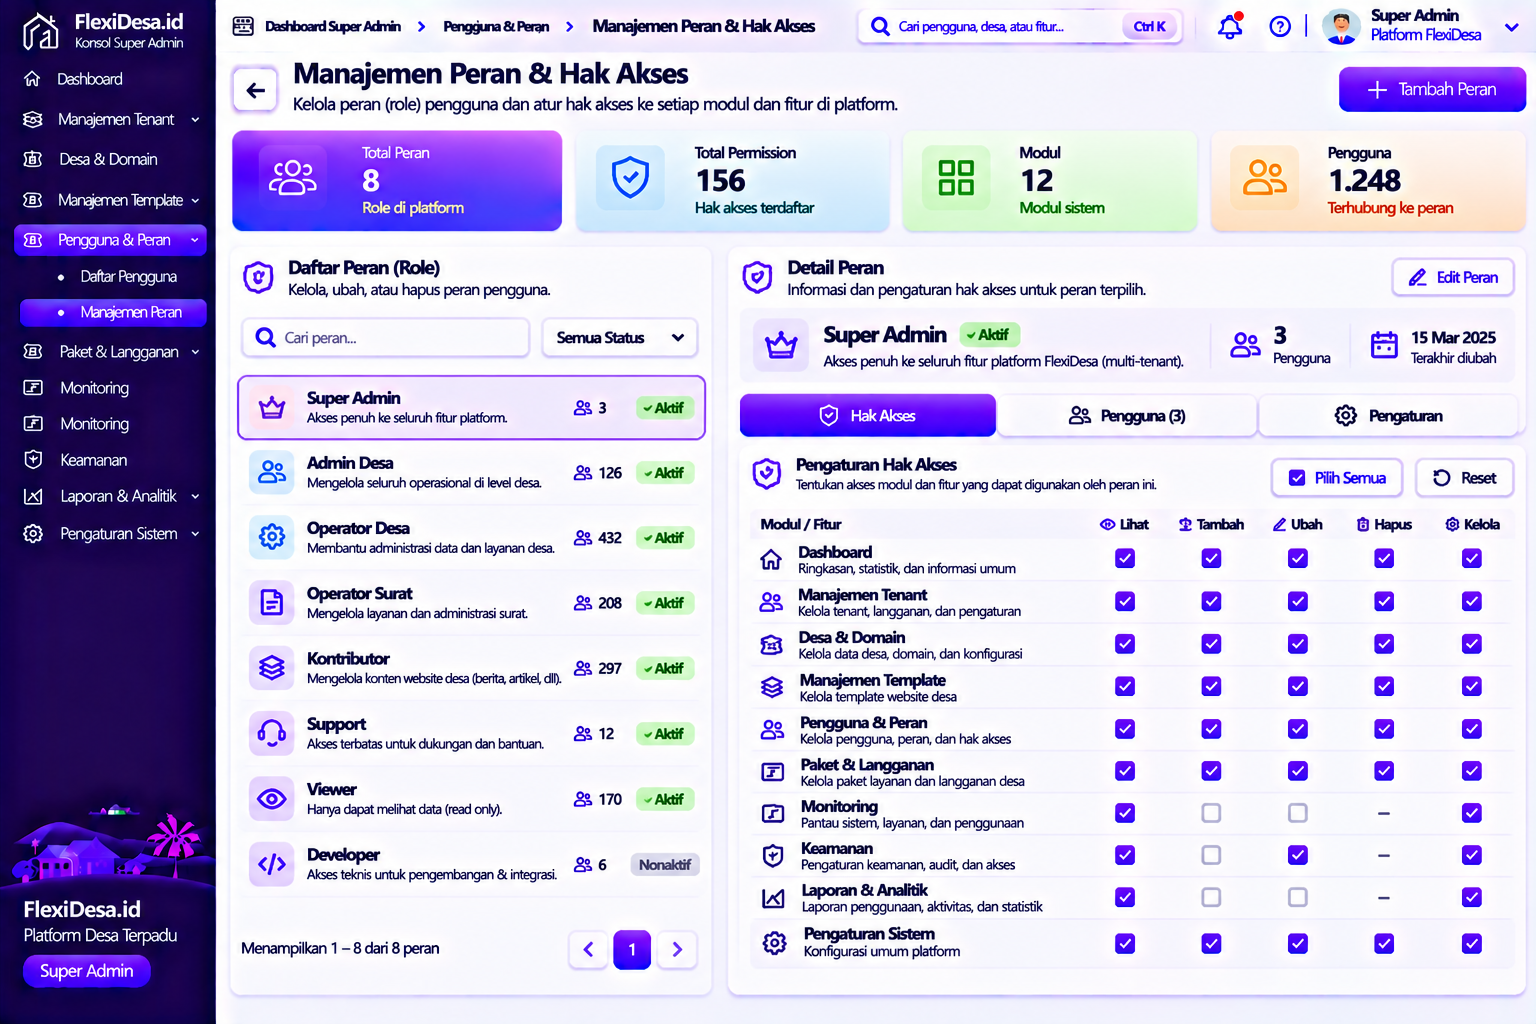 FlexiDesa.id
Konsol Super Admin
Dashboard
Manajemen Tenant
Desa & Domain
Manajemen Template
Pengguna & Peran
Daftar Pengguna
Manajemen Peran
Paket & Langganan
Monitoring
Monitoring
Keamanan
Laporan & Analitik
Pengaturan Sistem
FlexiDesa.id
Platform Desa Terpadu
Super Admin
Dashboard Super Admin > Pengguna & Peran > Manajemen Peran & Hak Akses
Cari pengguna, desa, atau fitur... Ctrl K
Super Admin
Platform FlexiDesa
Manajemen Peran & Hak Akses
Kelola peran (role) pengguna dan atur hak akses ke setiap modul dan fitur di platform.
+ Tambah Peran
Total Peran
8
Role di platform
Total Permission
156
Hak akses terdaftar
Modul
12
Modul sistem
Pengguna
1.248
Terhubung ke peran
Daftar Peran (Role)
Kelola, ubah, atau hapus peran pengguna.
Cari peran... Semua Status
Super Admin
Akses penuh ke seluruh fitur platform.
3 Aktif
Admin Desa
Mengelola seluruh operasional di level desa.
126 Aktif
Operator Desa
Membantu administrasi data dan layanan desa.
432 Aktif
Operator Surat
Mengelola layanan dan administrasi surat.
208 Aktif
Kontributor
Mengelola konten website desa (berita, artikel, dll).
297 Aktif
Support
Akses terbatas untuk dukungan dan bantuan.
12 Aktif
Viewer
Hanya dapat melihat data (read only).
170 Aktif
Developer
Akses teknis untuk pengembangan & integrasi.
6 Nonaktif
Menampilkan 1 – 8 dari 8 peran
1
Detail Peran
Informasi dan pengaturan hak akses untuk peran terpilih.
Edit Peran
Super Admin Aktif
Akses penuh ke seluruh fitur platform FlexiDesa (multi-tenant).
3
Pengguna
15 Mar 2025
Terakhir diubah
Hak Akses Pengguna (3) Pengaturan
Pengaturan Hak Akses
Tentukan akses modul dan fitur yang dapat digunakan oleh peran ini.
Pilih Semua Reset
Modul / Fitur Lihat Tambah Ubah Hapus Kelola
Dashboard
Ringkasan, statistik, dan informasi umum
Manajemen Tenant
Kelola tenant, langganan, dan pengaturan
Desa & Domain
Kelola data desa, domain, dan konfigurasi
Manajemen Template
Kelola template website desa
Pengguna & Peran
Kelola pengguna, peran, dan hak akses
Paket & Langganan
Kelola paket layanan dan langganan desa
Monitoring
Pantau sistem, layanan, dan penggunaan
–
Keamanan
Pengaturan keamanan, audit, dan akses
–
Laporan & Analitik
Laporan penggunaan, aktivitas, dan statistik
–
Pengaturan Sistem
Konfigurasi umum platform